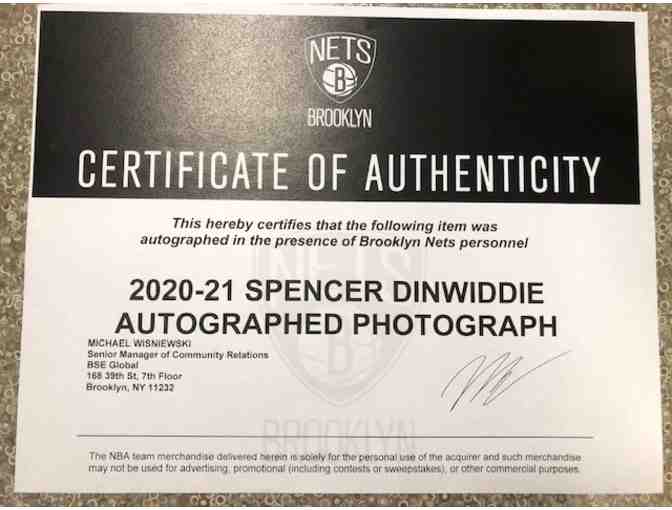 NETS
B
BROOKLYN
CERTIFICATE OF AUTHENTICITY
This hereby certifies that the following item was
autographed in the presence of Brooklyn Nets personnel
NETS
2020-21 SPENCER DINWIDDIE
AUTOGRAPHED PHOTOGRAPH
MICHAEL WISNIEWSKI
Senior Manager of Community Relations
BSE Global
168 39th St, 7th Floor
Brooklyn, NY 11232
B
BROOKLYN
The NBA team merchandise delivered herein is solely for the personal use of the acquirer and such merchandise
may not be used for advertising, promotional (including contests or sweepstakes), or other commercial purposes.